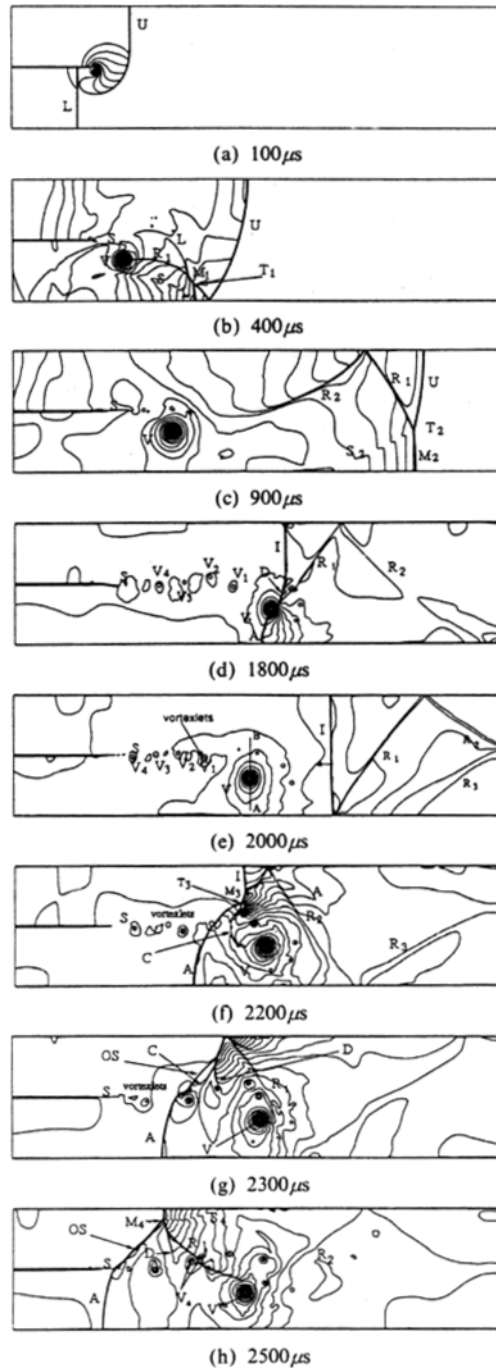 U
L
(a) 100μs
S
L
U
V
R₁
M₁
S
T₁
(b) 400μs
R₁
U
R₂
V
T₂
S₂
M₂
(c) 900μs
I
S
V₄
V₂
D
R₁
V₁
V₃
R₂
V
A
(d) 1800μs
vortexlets
B
I
S
V₄
V₃
V₂
V₁
R₁
R₂
V
A
R₃
(e) 2000μs
T₃
I
M₃
A
S
vortexlets
R₂
C
V
R₃
A
(f) 2200μs
OS
C
D
S
vortexlets
R₁
A
V
(g) 2300μs
M₄
S
OS
D
R
R₂
S
V₄
A
V
(h) 2500μs